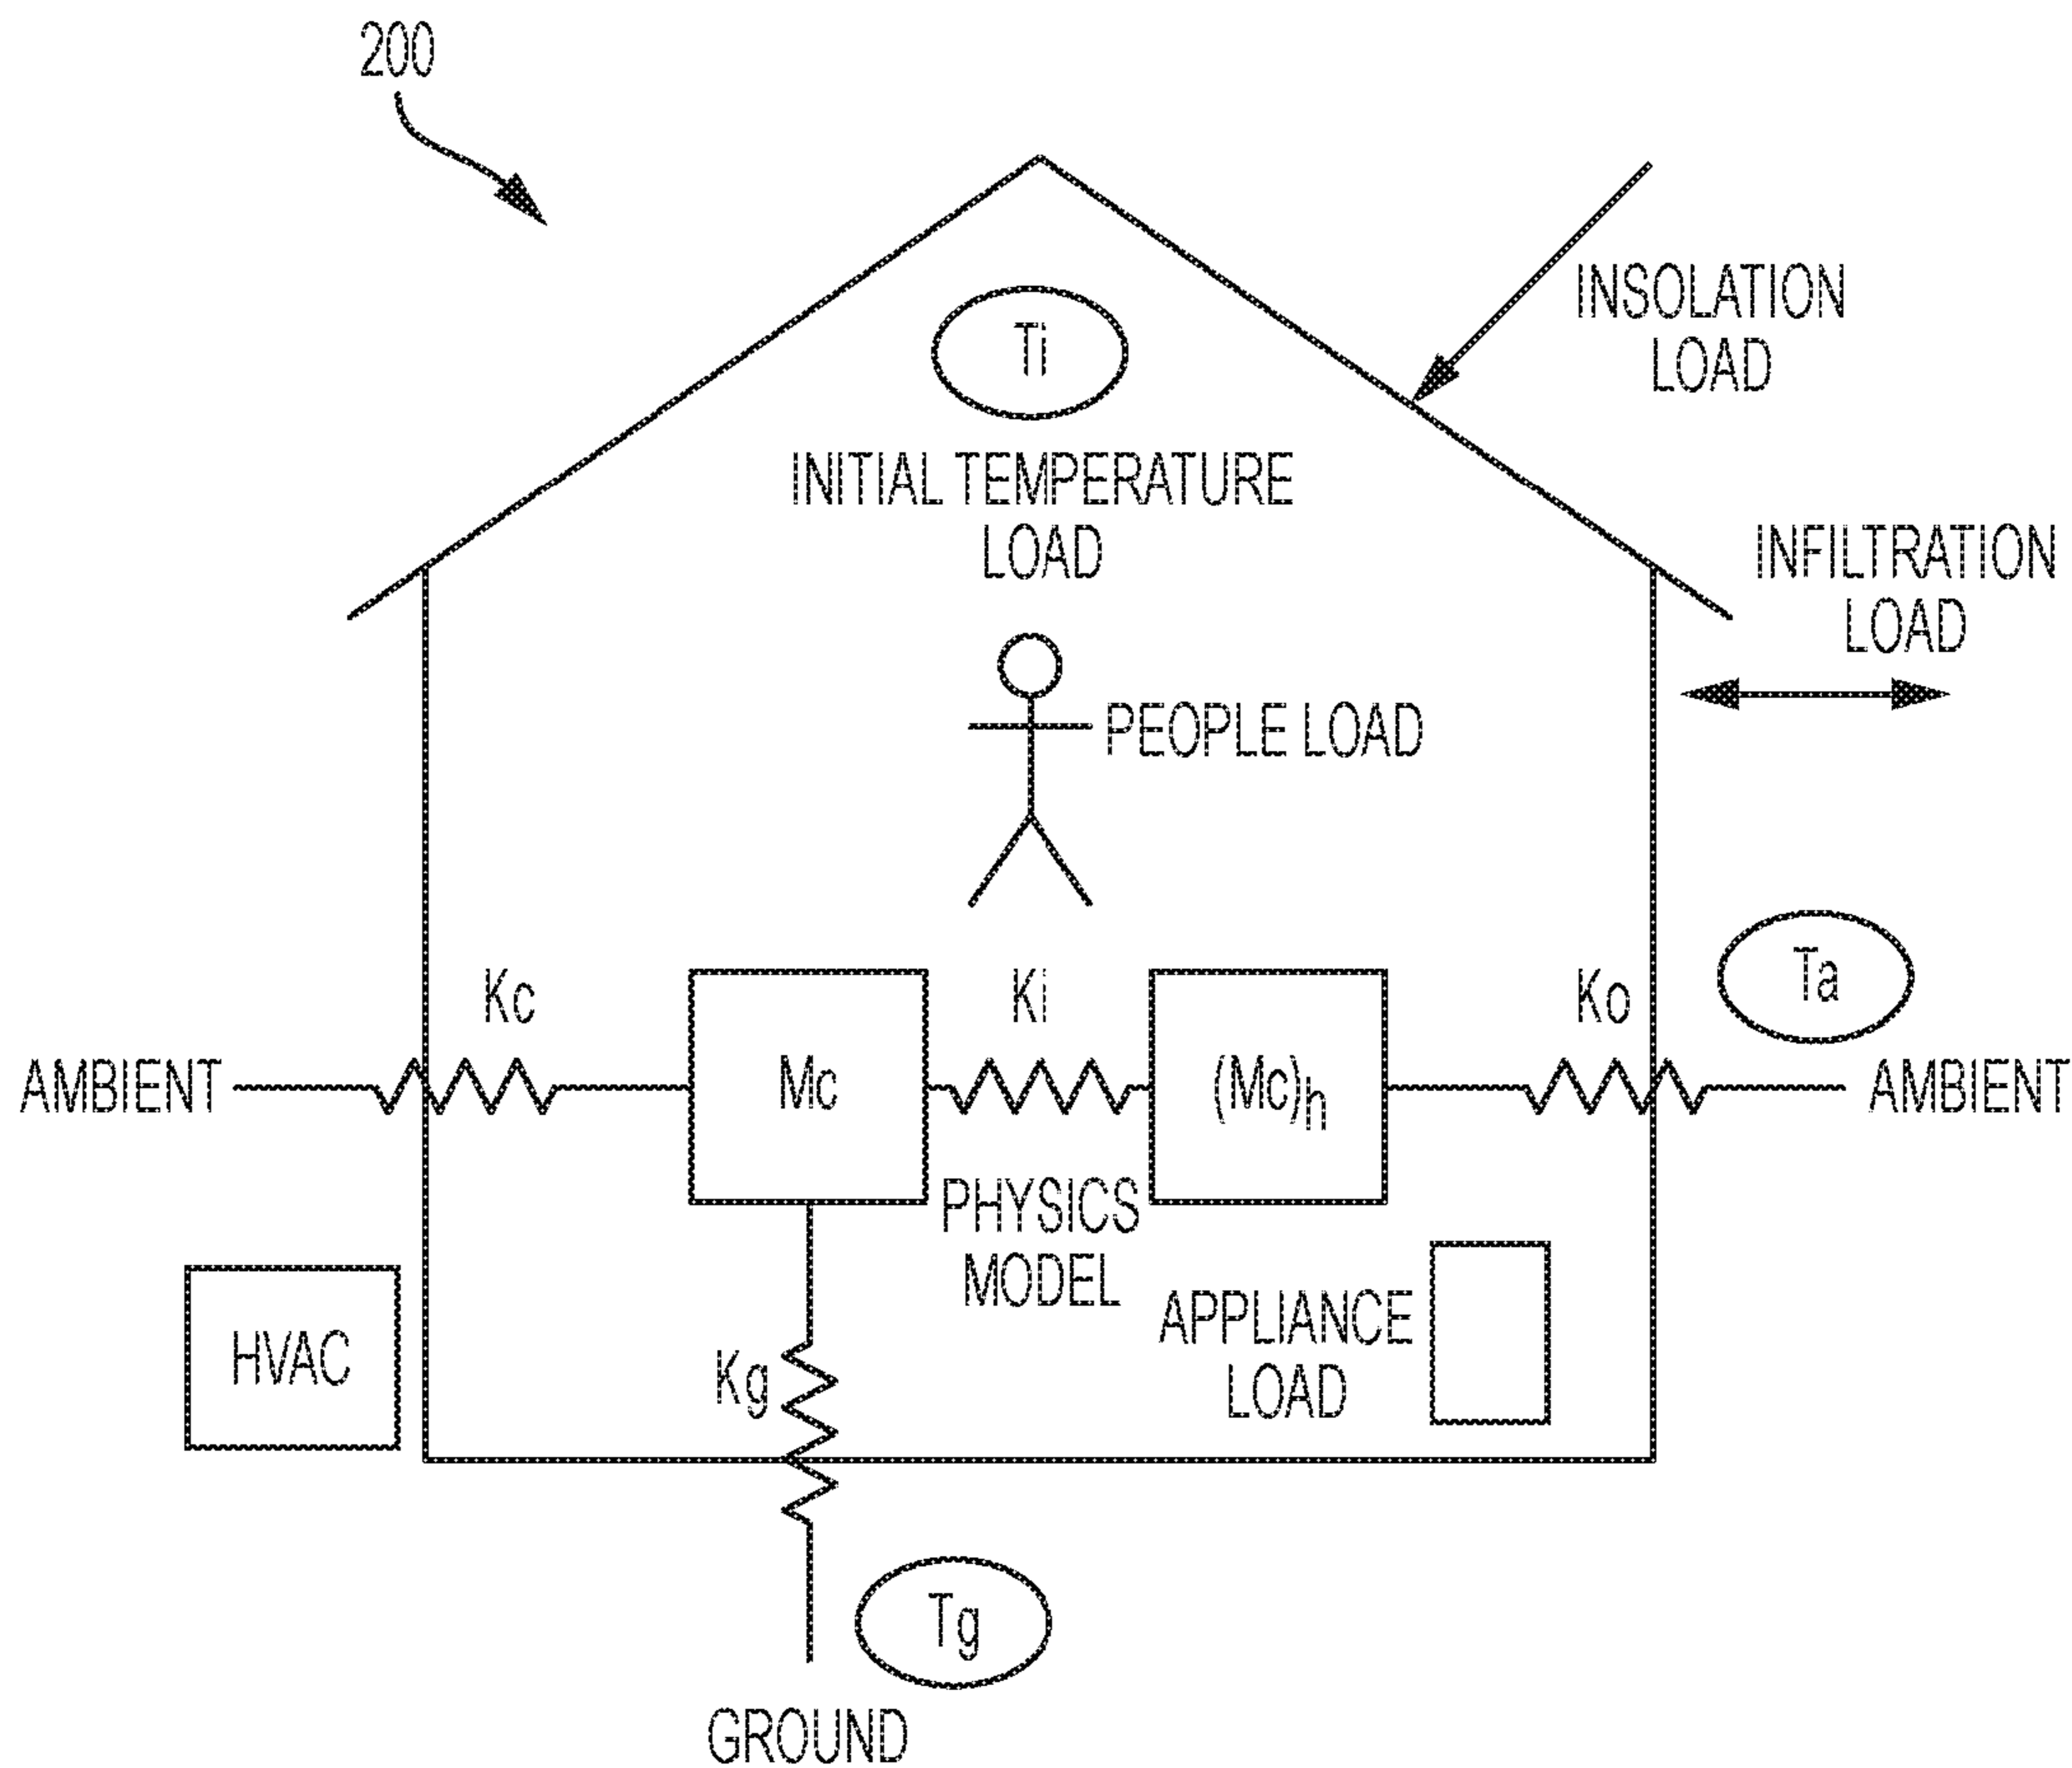 200
INSOLATION
LOAD
Ti
INITIAL TEMPERATURE
LOAD
INFILTRATION
LOAD
PEOPLE LOAD
Ta
Kc
Ki
Ko
AMBIENT
Mc
(Mc)h
AMBIENT
PHYSICS
MODEL
HVAC
Kg
APPLIANCE
LOAD
Tg
GROUND